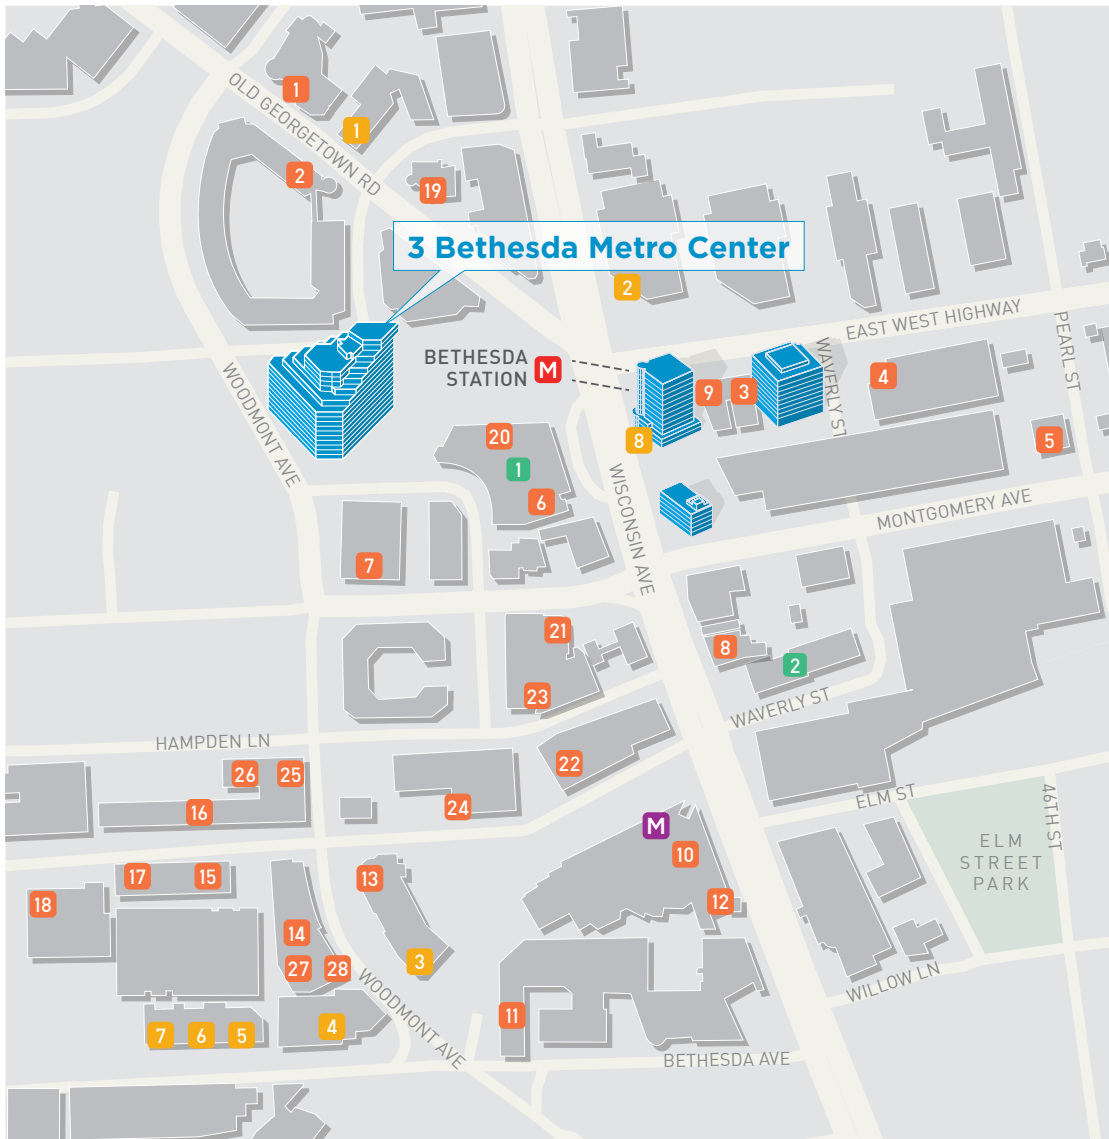 1
OLD GEORGETOWN RD
1
2
19
3 Bethesda Metro Center
2
EAST WEST HIGHWAY
PEARL ST
BETHESDA
STATION
M
WAVERLY ST
9
3
4
WOODMONT AVE
20
8
5
1
6
WISCONSIN AVE
MONTGOMERY AVE
7
21
8
2
23
WAVERLY ST
HAMPDEN LN
26
25
22
16
24
ELM ST
46TH ST
M
10
ELM
STREET
PARK
17
15
13
18
12
14
27
28
3
WOODMONT AVE
WILLOW LN
11
7
6
5
4
BETHESDA AVE